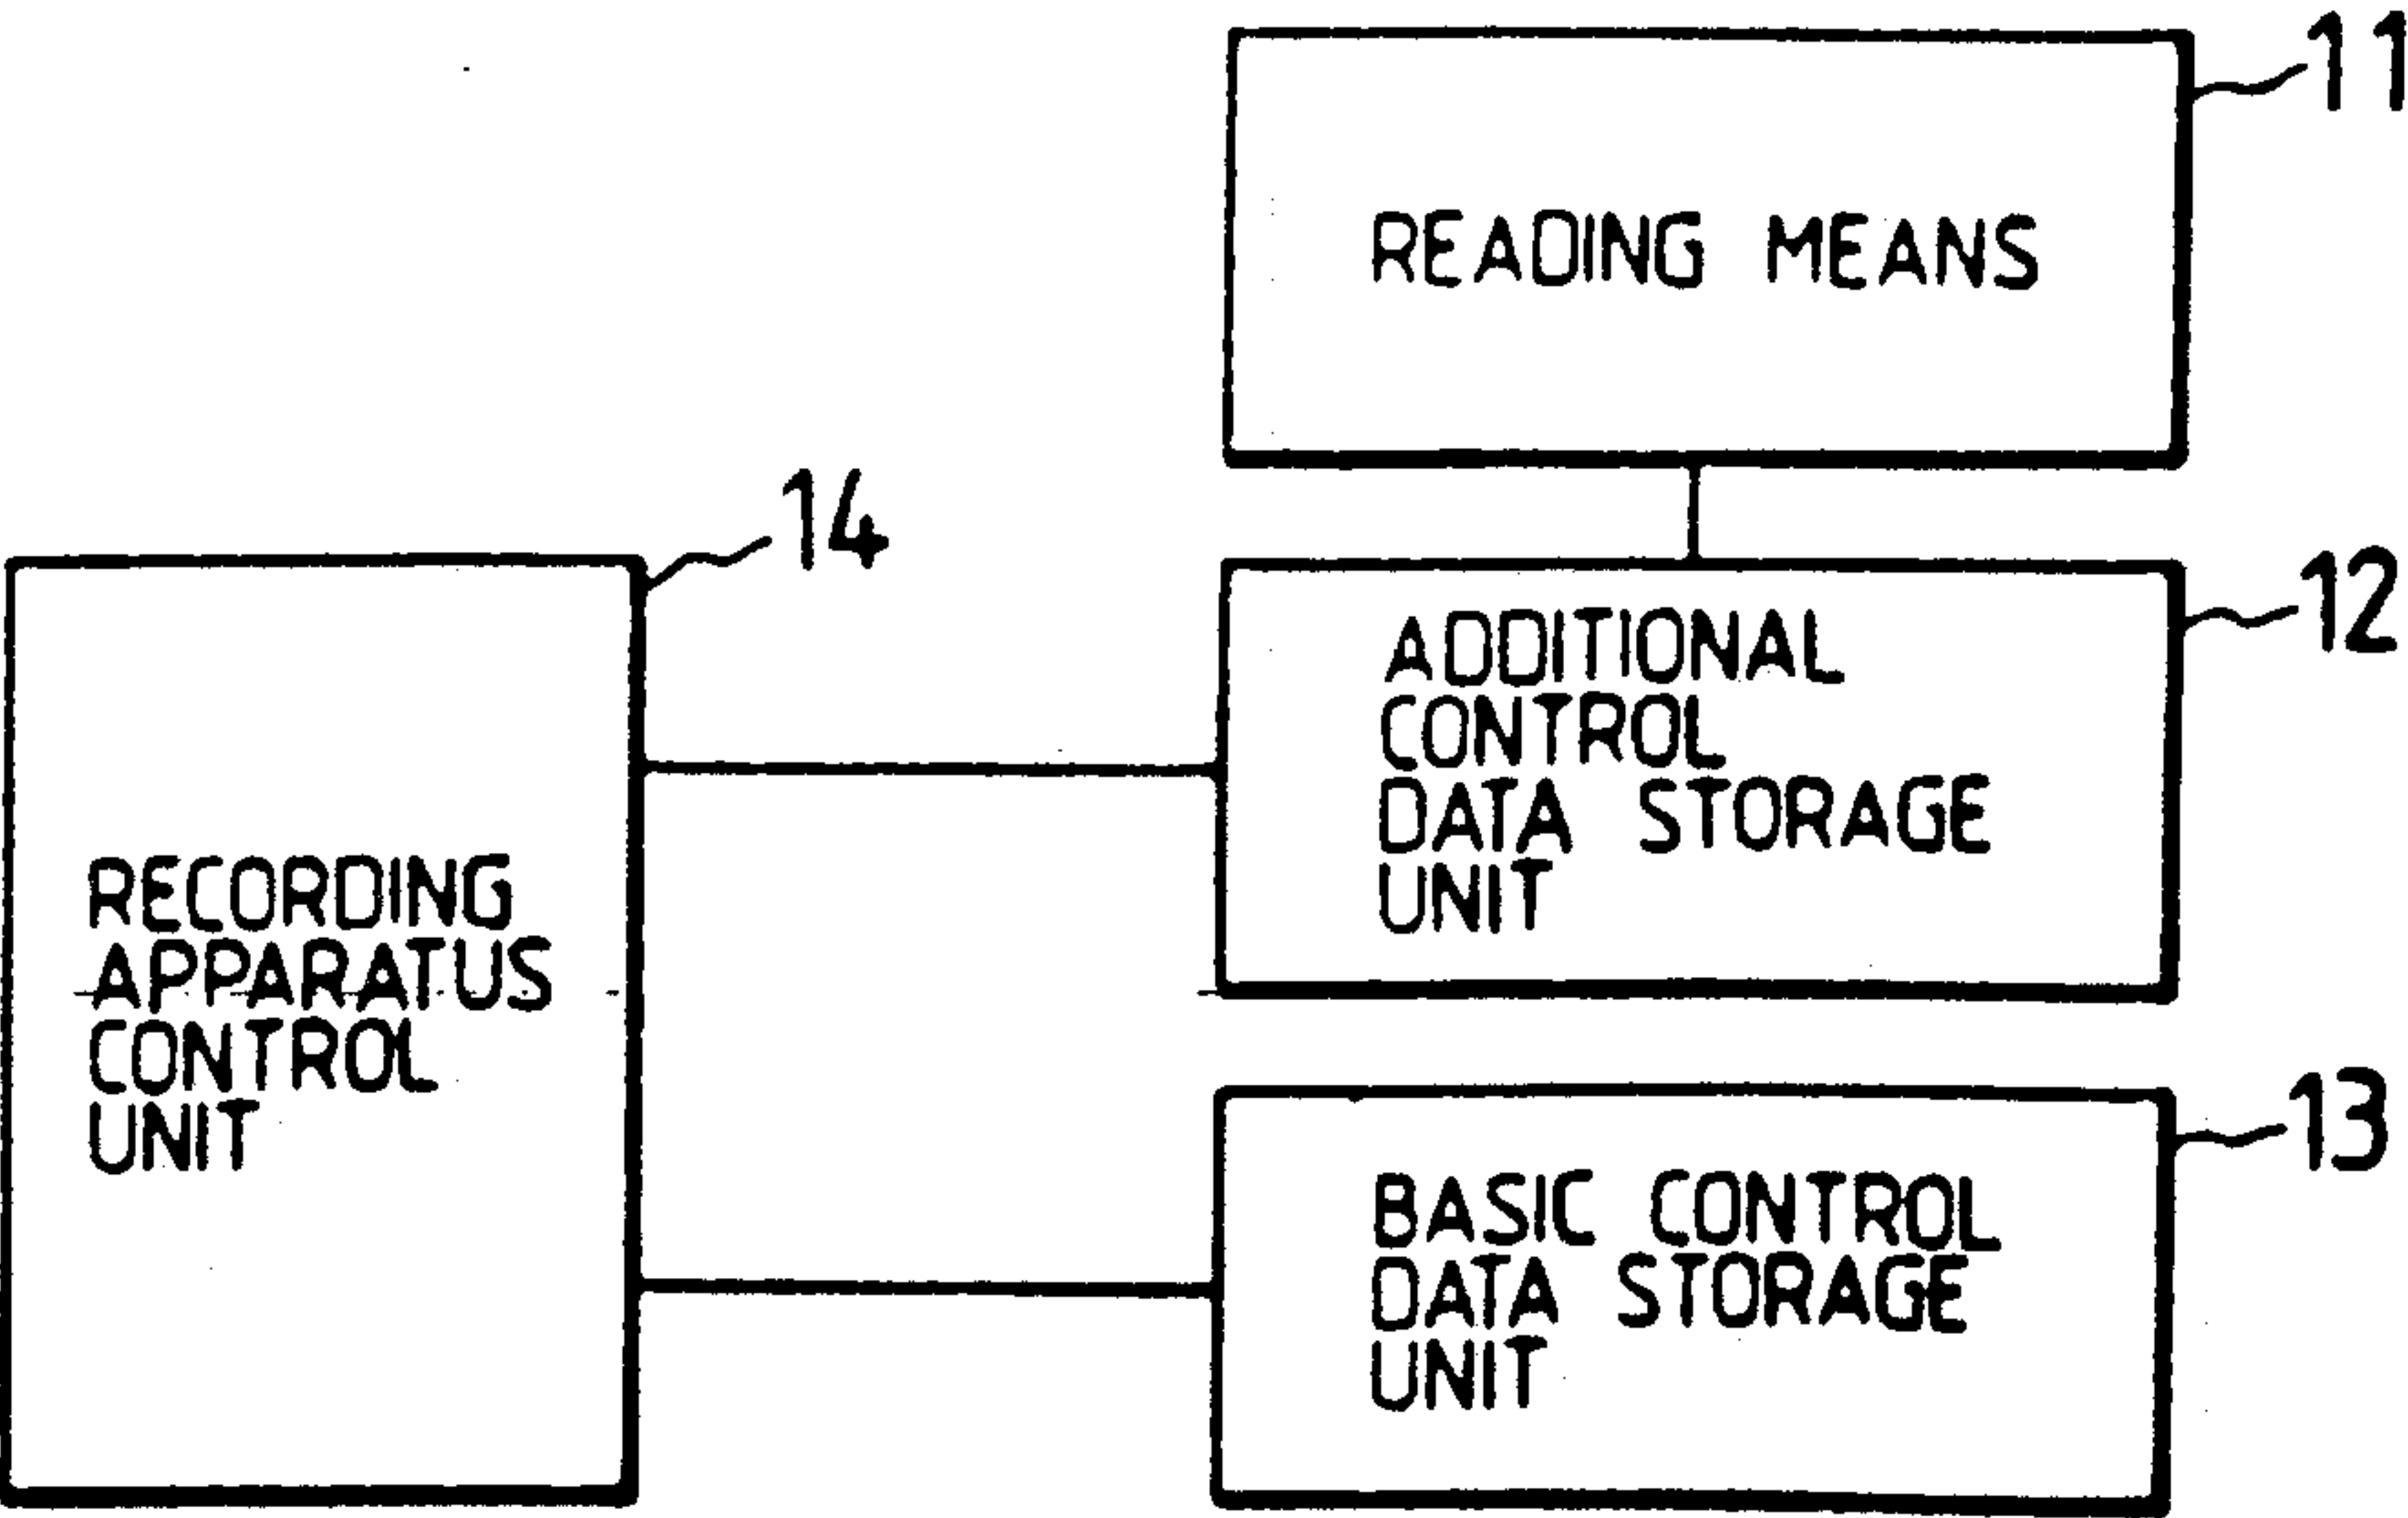 11
READING MEANS
14
12
ADDITIONAL
CONTROL
DATA STORAGE
UNIT
RECORDING
APPARATUS
CONTROL
UNIT
13
BASIC CONTROL
DATA STORAGE
UNIT